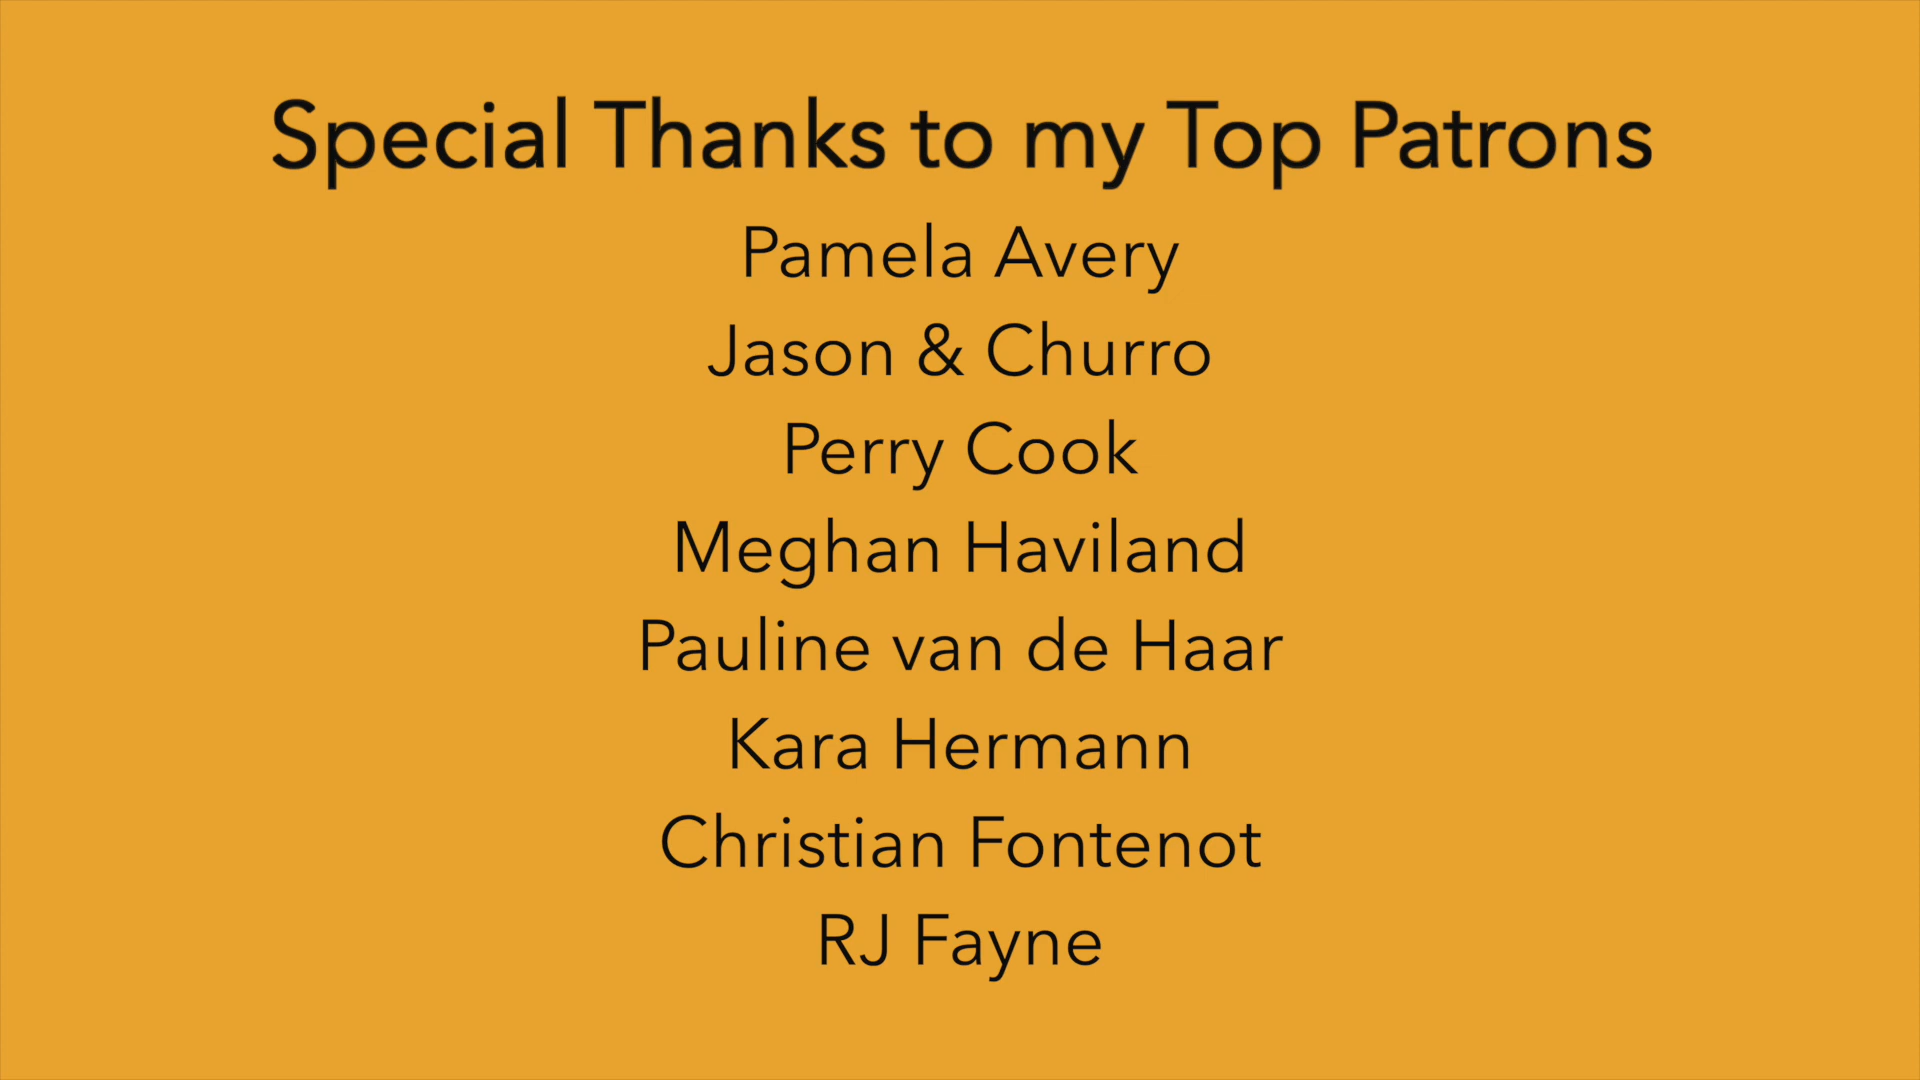 Special Thanks to my Top Patrons
Pamela Avery
Jason & Churro
Perry Cook
Meghan Haviland
Pauline van de Haar
Kara Hermann
Christian Fontenot
RJ Fayne